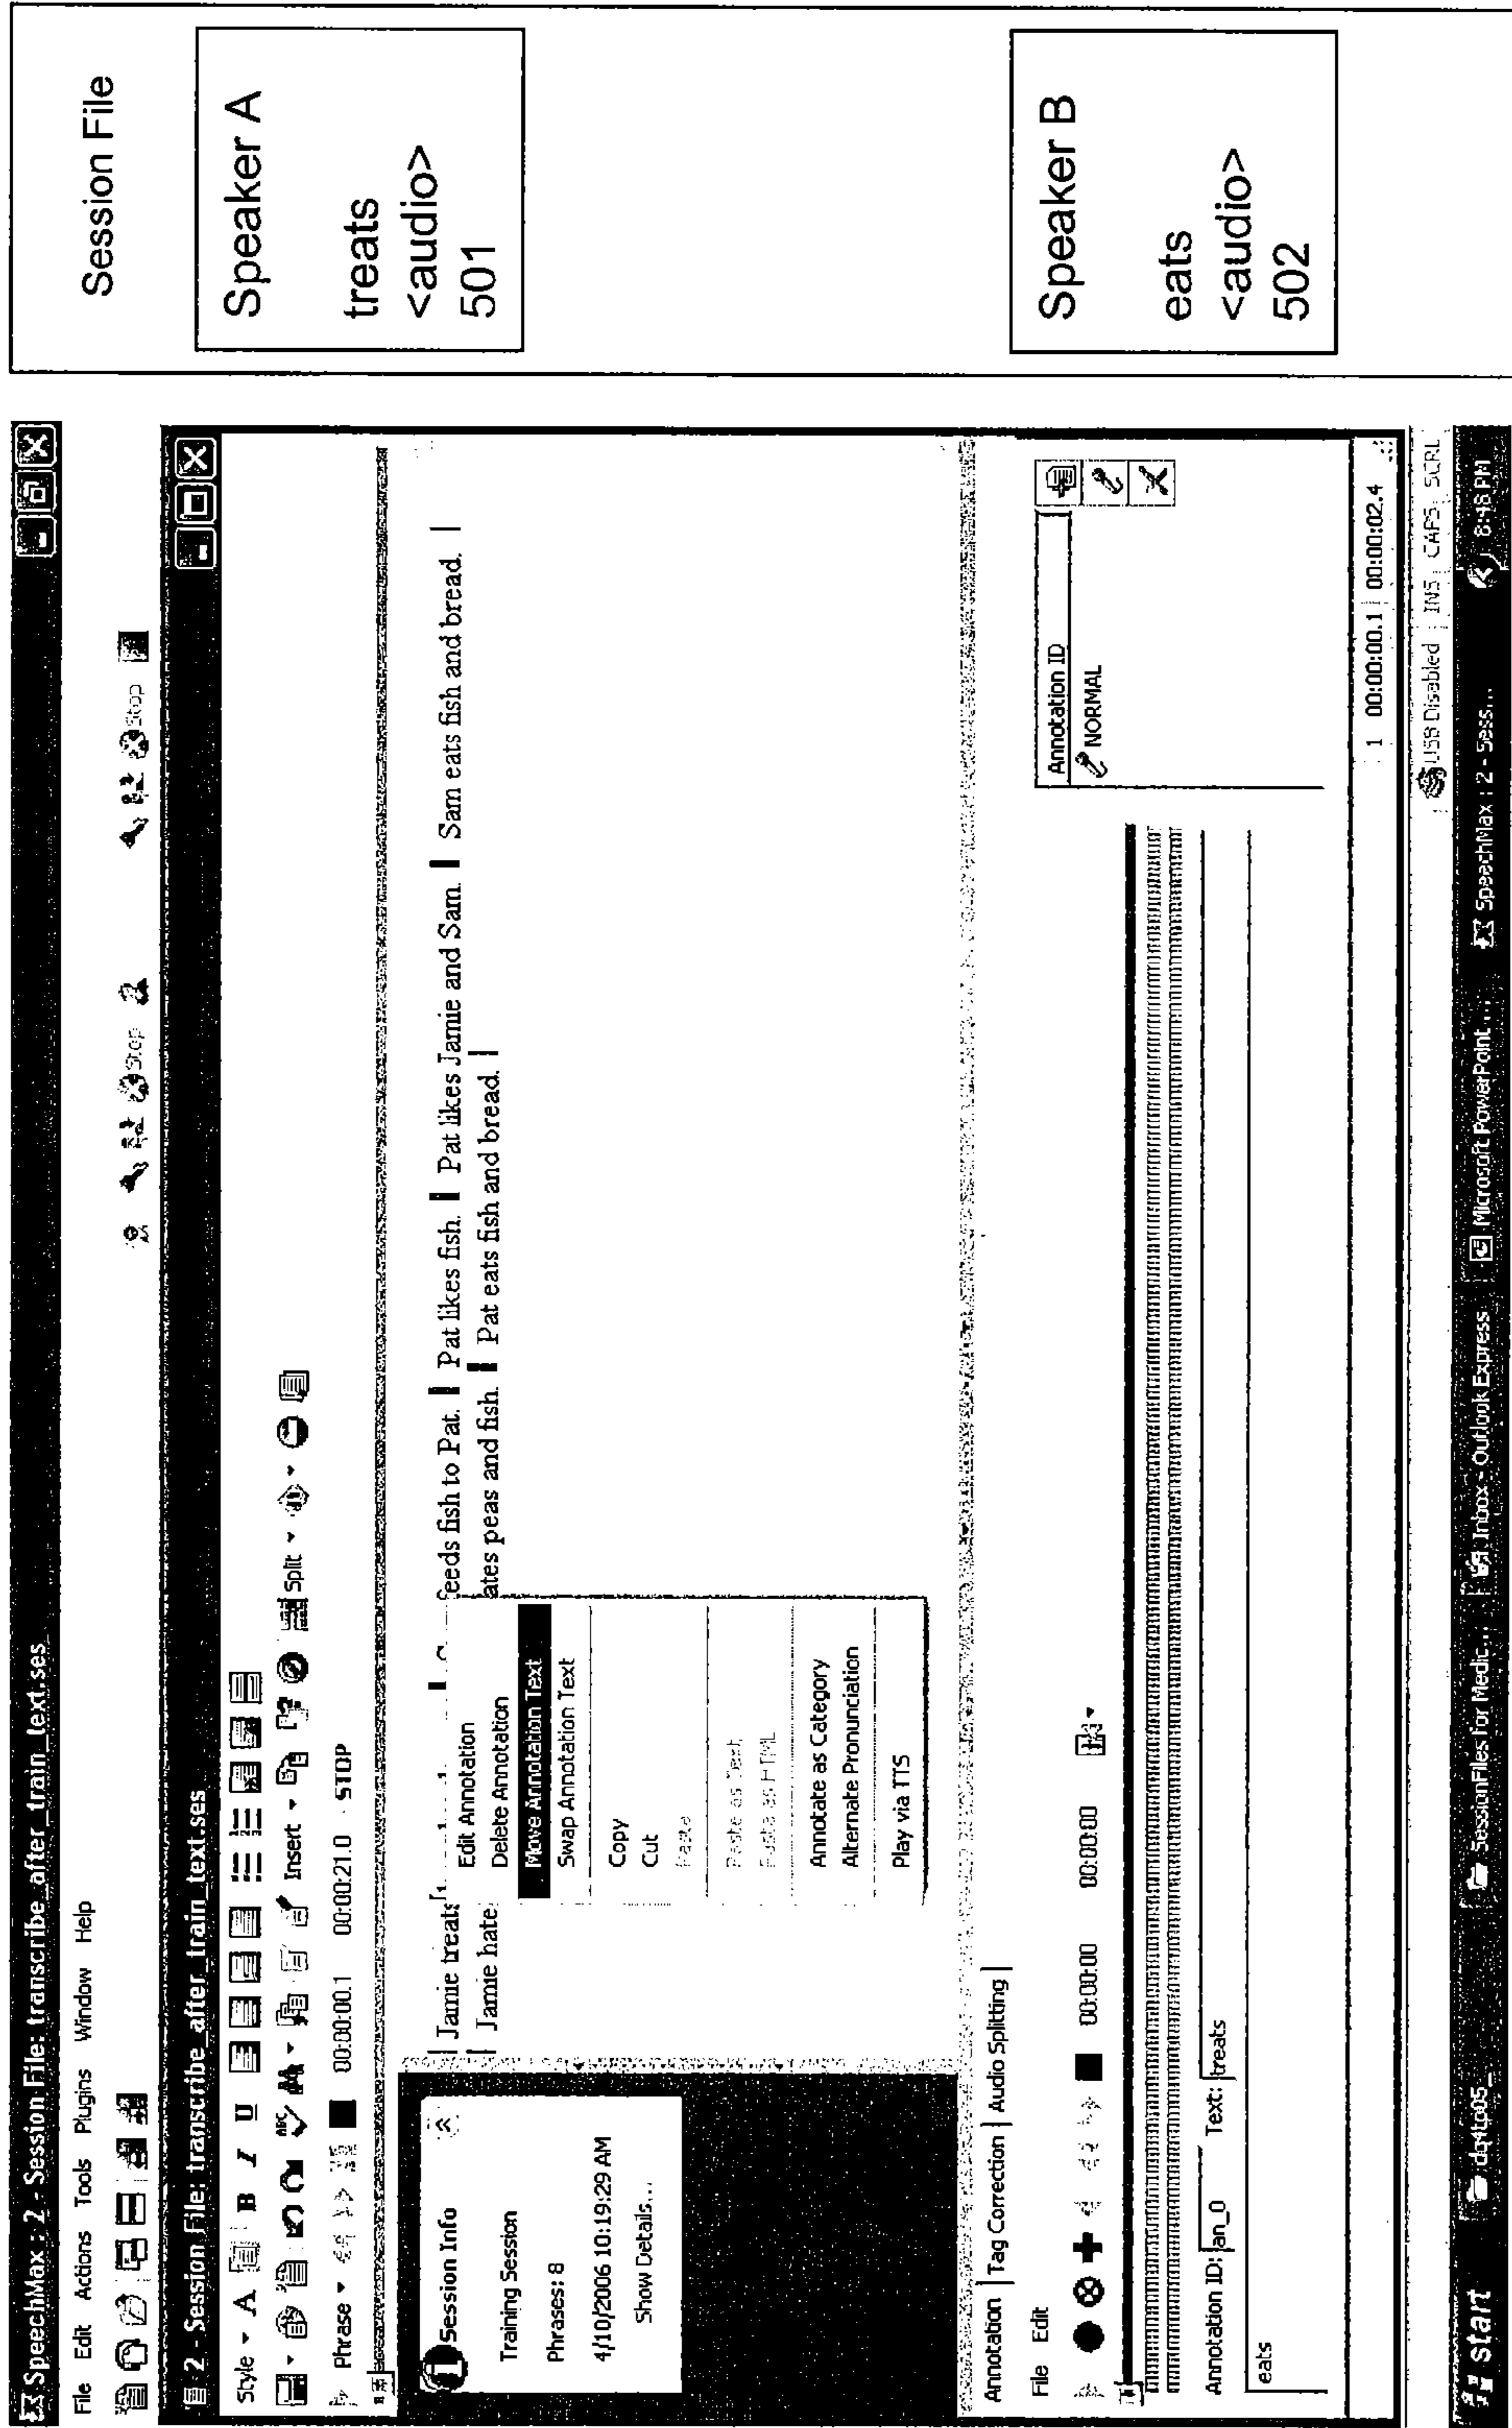 SpeechMax : 2 - Session File: transcribe_after_train_text.ses
File Edit Actions Tools Plugins Window Help
Stop
Stop
2 - Session File: transcribe_after_train_text.ses
Style A B I U
ABC Insert Split
Phrase 00:00:00.1 00:00:21.0 STOP
Session Info
Training Session
Phrases: 8
4/10/2006 10:19:29 AM
Show Details...
Jamie treats feeds fish to Pat. Pat likes fish. Pat likes Jamie and Sam. Sam eats fish and bread.
Jamie hate ates peas and fish. Pat eats fish and bread.
Edit Annotation
Delete Annotation
Move Annotation Text
Swap Annotation Text
Copy
Cut
Paste
Paste as Text
Paste as HTML
Annotate as Category
Alternate Pronunciation
Play via TTS
Annotation Tag Correction Audio Splitting
File Edit
00:00:00 00:00:00
Annotation ID
NORMAL
Annotation ID: an_0 Text: treats
eats
1 00:00:00.1 00:00:02.4
USB Disabled INS CAPS SCRL
start SessionFiles for Medic... Inbox - Outlook Express Microsoft PowerPoint ... SpeechMax : 2 - Sess... 8:48 PM
Session File
Speaker A
treats
<audio>
501
Speaker B
eats
<audio>
502